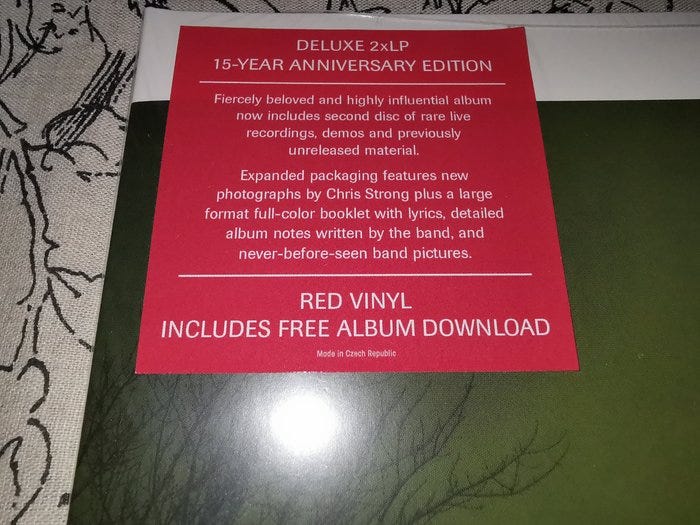 DELUXE 2xLP
15-YEAR ANNIVERSARY EDITION
Fiercely beloved and highly influential album
now includes second disc of rare live
recordings, demos and previously
unreleased material.
Expanded packaging features new
photographs by Chris Strong plus a large
format full-color booklet with lyrics, detailed
album notes written by the band, and
never-before-seen band pictures.
RED VINYL
INCLUDES FREE ALBUM DOWNLOAD
Made in Czech Republic